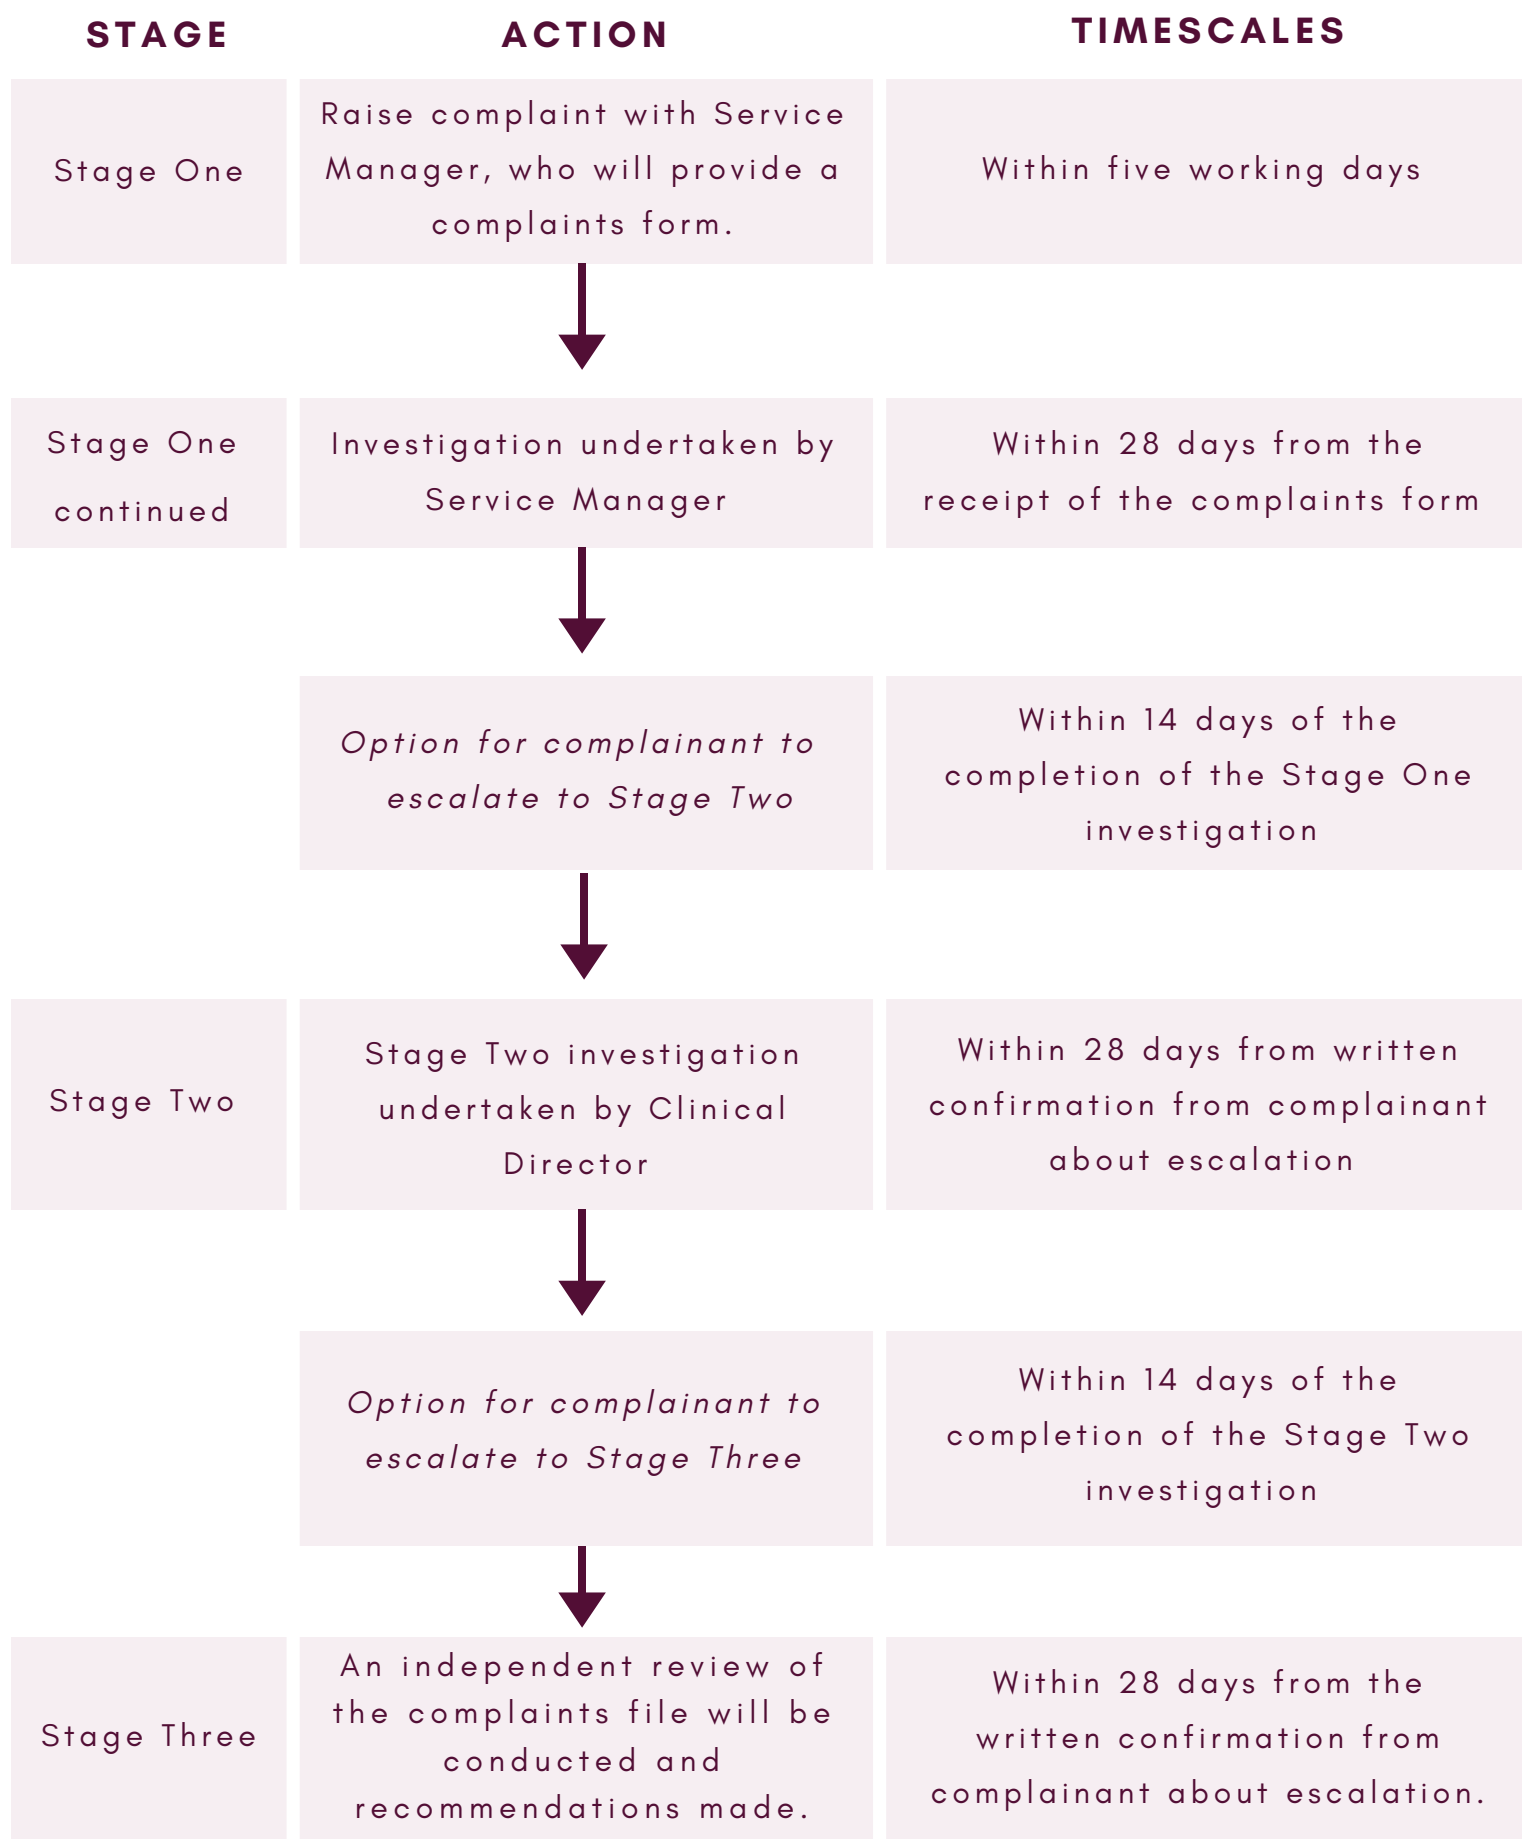 STAGE
ACTION
TIMESCALES
Stage One
Raise complaint with Service
Manager, who will provide a
complaints form.
Within five working days
Stage One
continued
Investigation undertaken by
Service Manager
Within 28 days from the
receipt of the complaints form
Option for complainant to
escalate to Stage Two
Within 14 days of the
completion of the Stage One
investigation
Stage Two
Stage Two investigation
undertaken by Clinical
Director
Within 28 days from written
confirmation from complainant
about escalation
Option for complainant to
escalate to Stage Three
Within 14 days of the
completion of the Stage Two
investigation
Stage Three
An independent review of
the complaints file will be
conducted and
recommendations made.
Within 28 days from the
written confirmation from
complainant about escalation.